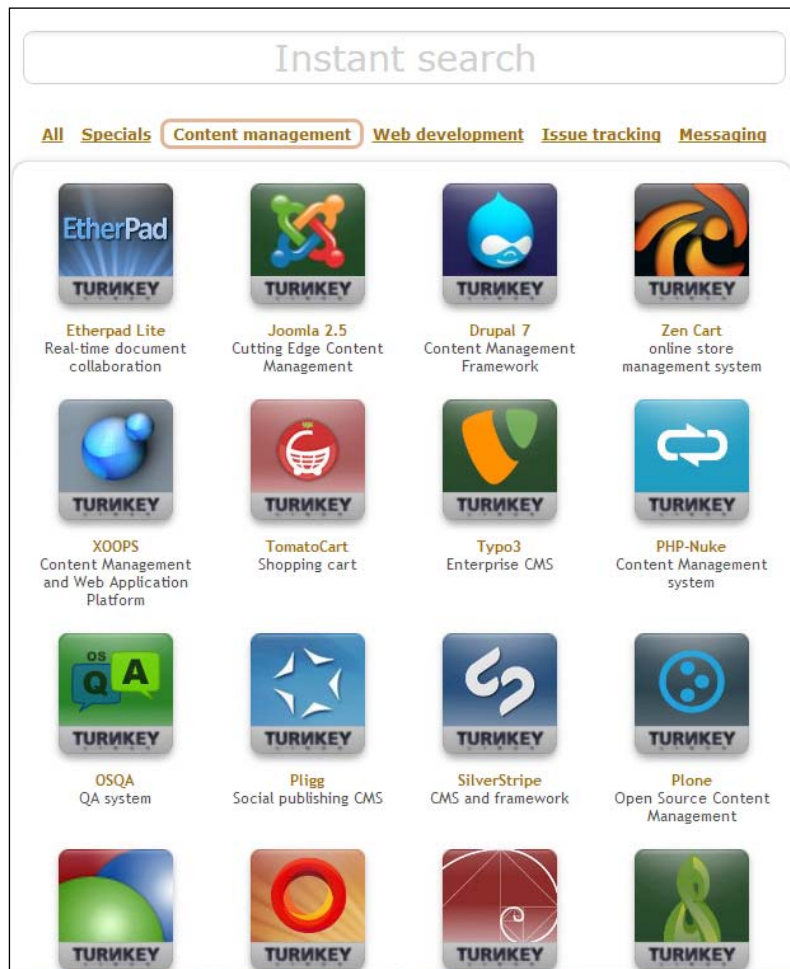 Instant search
All Specials Content management Web development Issue tracking Messaging
EtherPad
TURNKEY
TURNKEY
TURNKEY
TURNKEY
Etherpad Lite
Real-time document
collaboration
Joomla 2.5
Cutting Edge Content
Management
Drupal 7
Content Management
Framework
Zen Cart
online store
management system
TURNKEY
TURNKEY
TURNKEY
TURNKEY
XOOPS
Content Management
and Web Application
Platform
TomatoCart
Shopping cart
Typo3
Enterprise CMS
PHP-Nuke
Content Management
system
OS
Q A
TURNKEY
TURNKEY
TURNKEY
TURNKEY
OSQA
QA system
Pligg
Social publishing CMS
SilverStripe
CMS and framework
Plone
Open Source Content
Management
TURNKEY
TURNKEY
TURNKEY
TURNKEY